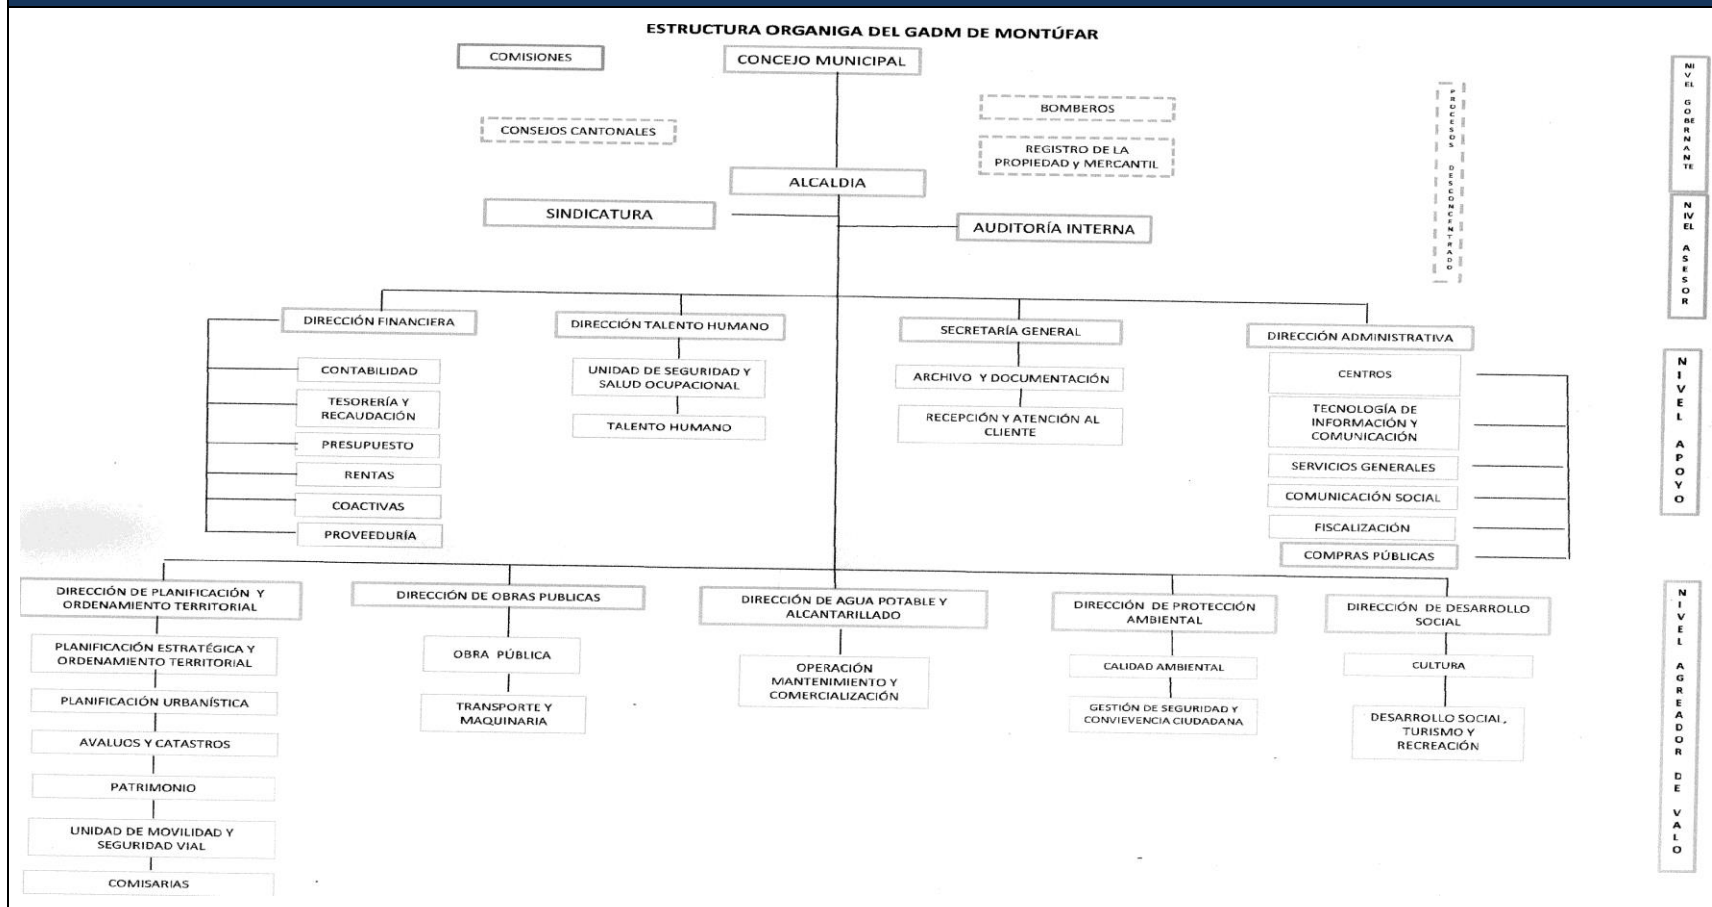 ESTRUCTURA ORGANIGA DEL GADM DE MONTÚFAR
COMISIONES
CONCEJO MUNICIPAL
BOMBEROS
CONSEJOS CANTONALES
REGISTRO DE LA
PROPIEDAD y MERCANTIL
ALCALDIA
SINDICATURA
AUDITORÍA INTERNA
PROCESOS DESCONCENTRADO
NIVEL GOBERNANTE
NIVEL ASESOR
DIRECCIÓN FINANCIERA
CONTABILIDAD
TESORERÍA Y
RECAUDACIÓN
PRESUPUESTO
RENTAS
COACTIVAS
PROVEEDURÍA
DIRECCIÓN TALENTO HUMANO
UNIDAD DE SEGURIDAD Y
SALUD OCUPACIONAL
TALENTO HUMANO
SECRETARÍA GENERAL
ARCHIVO Y DOCUMENTACIÓN
RECEPCIÓN Y ATENCIÓN AL
CLIENTE
DIRECCIÓN ADMINISTRATIVA
CENTROS
TECNOLOGÍA DE
INFORMACIÓN Y
COMUNICACIÓN
SERVICIOS GENERALES
COMUNICACIÓN SOCIAL
FISCALIZACIÓN
COMPRAS PÚBLICAS
NIVEL APOYO
DIRECCIÓN DE PLANIFICACIÓN Y
ORDENAMIENTO TERRITORIAL
PLANIFICACIÓN ESTRATÉGICA Y
ORDENAMIENTO TERRITORIAL
PLANIFICACIÓN URBANÍSTICA
AVALUOS Y CATASTROS
PATRIMONIO
UNIDAD DE MOVILIDAD Y
SEGURIDAD VIAL
COMISARIAS
DIRECCIÓN DE OBRAS PUBLICAS
OBRA PÚBLICA
TRANSPORTE Y
MAQUINARIA
DIRECCIÓN DE AGUA POTABLE Y
ALCANTARILLADO
OPERACIÓN
MANTENIMIENTO Y
COMERCIALIZACIÓN
DIRECCIÓN DE PROTECCIÓN
AMBIENTAL
CALIDAD AMBIENTAL
GESTIÓN DE SEGURIDAD Y
CONVIEVENCIA CIUDADANA
DIRECCIÓN DE DESARROLLO
SOCIAL
CULTURA
DESARROLLO SOCIAL,
TURISMO Y
RECREACIÓN
NIVEL AGREADOR DE VALO